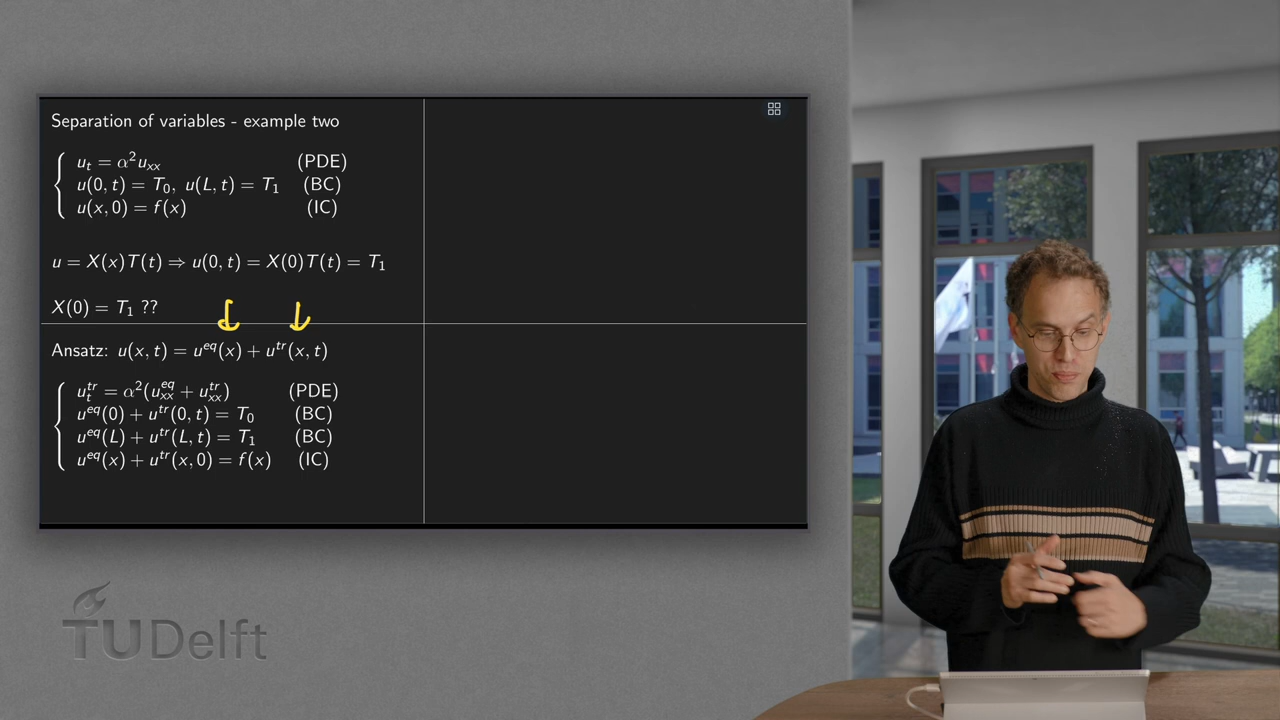 Separation of variables - example two
u_t = α²u_xx (PDE)
u(0, t) = T₀, u(L, t) = T₁ (BC)
u(x, 0) = f(x) (IC)
u = X(x)T(t) ⇒ u(0, t) = X(0)T(t) = T₁
X(0) = T₁ ??
Ansatz: u(x, t) = u^eq(x) + u^tr(x, t)
u_t^tr = α²(u_xx^eq + u_xx^tr) (PDE)
u^eq(0) + u^tr(0, t) = T₀ (BC)
u^eq(L) + u^tr(L, t) = T₁ (BC)
u^eq(x) + u^tr(x, 0) = f(x) (IC)
TUDelft